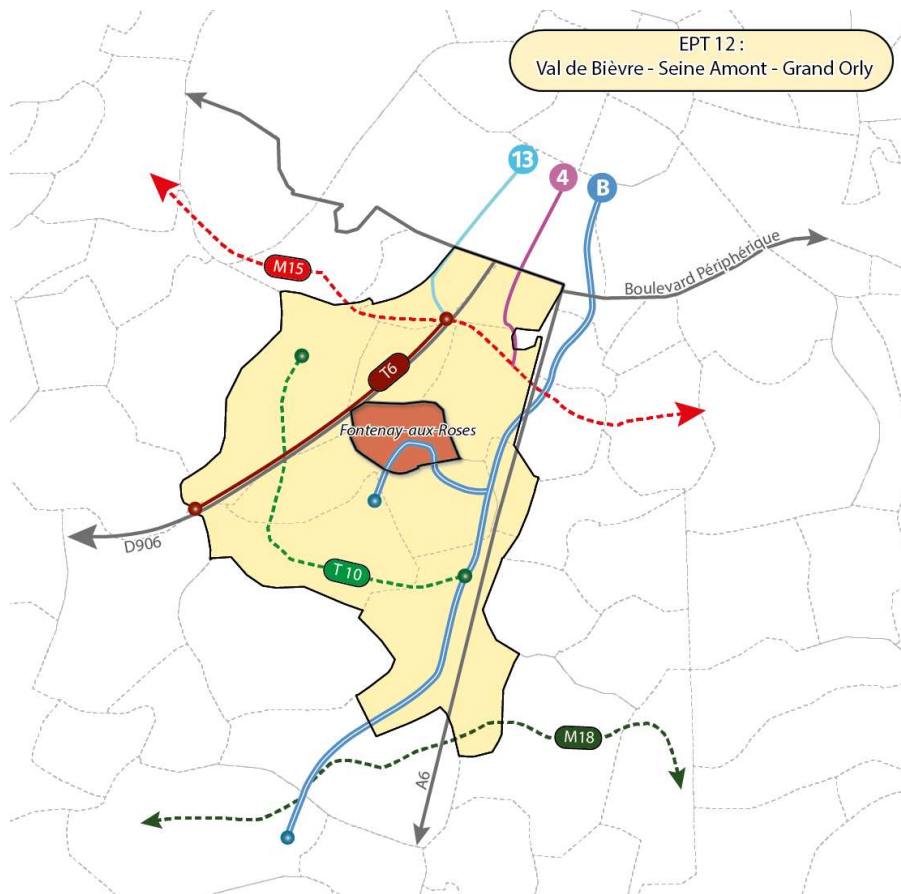 EPT 12 :
Val de Bièvre - Seine Amont - Grand Orly
13
4
B
Boulevard Périphérique
M15
T6
Fontenay-aux-Roses
D906
T 10
M18
A6